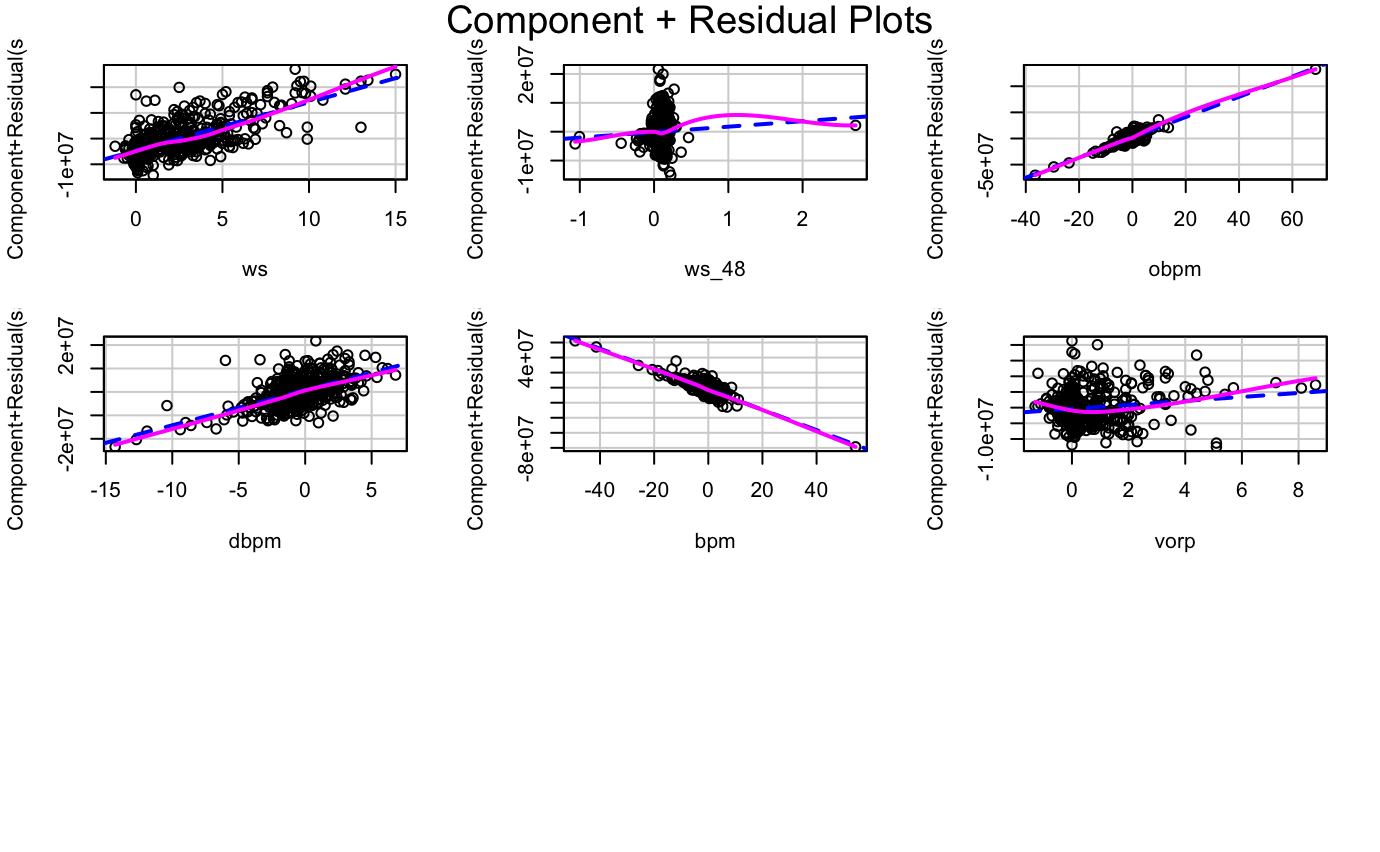 Component + Residual Plots
Component+Residual(s
-1e+07
0 5 10 15
ws
Component+Residual(s
-1e+07 2e+07
-1 0 1 2
ws_48
Component+Residual(s
-5e+07
-40 -20 0 20 40 60
obpm
Component+Residual(s
-2e+07 2e+07
-15 -10 -5 0 5
dbpm
Component+Residual(s
-8e+07 4e+07
-40 -20 0 20 40
bpm
Component+Residual(s
-1.0e+07
0 2 4 6 8
vorp